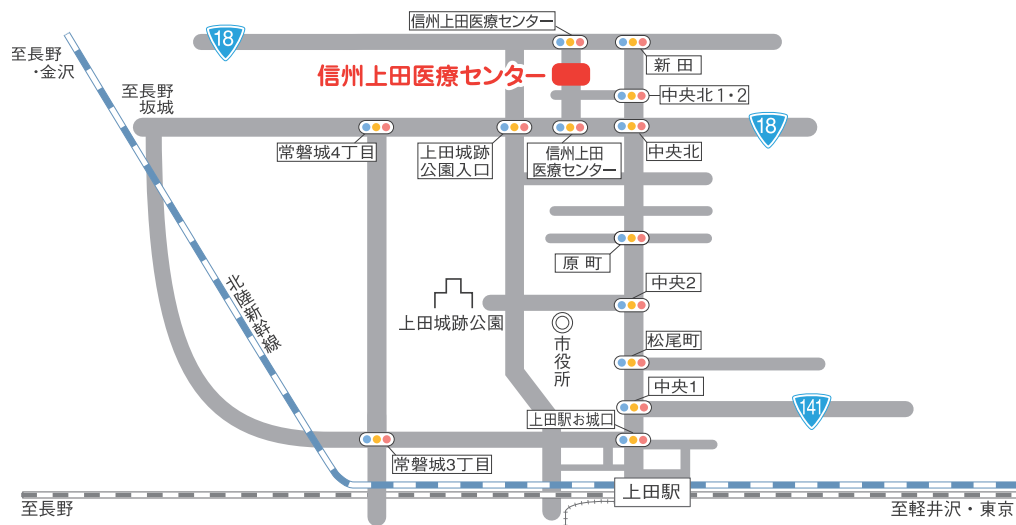 信州上田医療センター
18
至長野
・金沢
新田
信州上田医療センター
至長野
坂城
中央北1・2
18
常磐城4丁目
上田城跡
公園入口
信州上田
医療センター
中央北
原町
北陸新幹線
中央2
上田城跡公園
市役所
松尾町
中央1
141
上田駅お城口
常磐城3丁目
上田駅
至長野
至軽井沢・東京